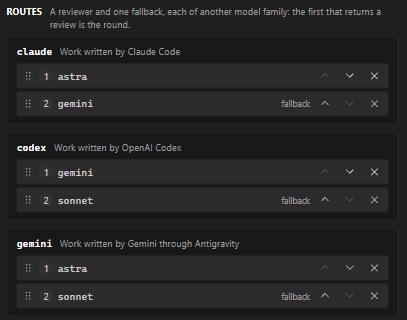 ROUTES A reviewer and one fallback, each of another model family: the first that returns a
review is the round.
claude Work written by Claude Code
1 astra
2 gemini fallback
codex Work written by OpenAI Codex
1 gemini
2 sonnet fallback
gemini Work written by Gemini through Antigravity
1 astra
2 sonnet fallback